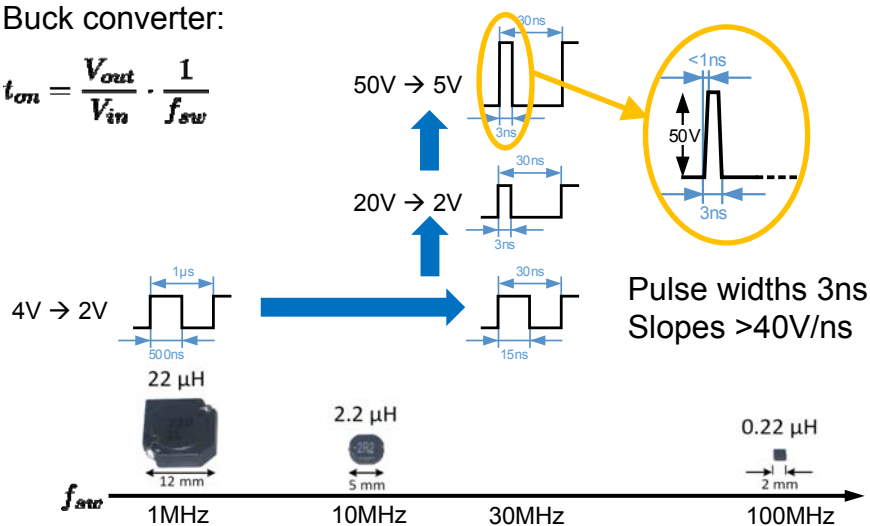 Buck converter:
t_on = V_out / V_in · 1 / f_sw
30ns
50V → 5V
3ns
<1ns
50V
3ns
30ns
20V → 2V
3ns
1µs
4V → 2V
500ns
30ns
15ns
Pulse widths 3ns
Slopes >40V/ns
22 µH
12 mm
2.2 µH
2R2
5 mm
0.22 µH
2 mm
f_sw
1MHz
10MHz
30MHz
100MHz